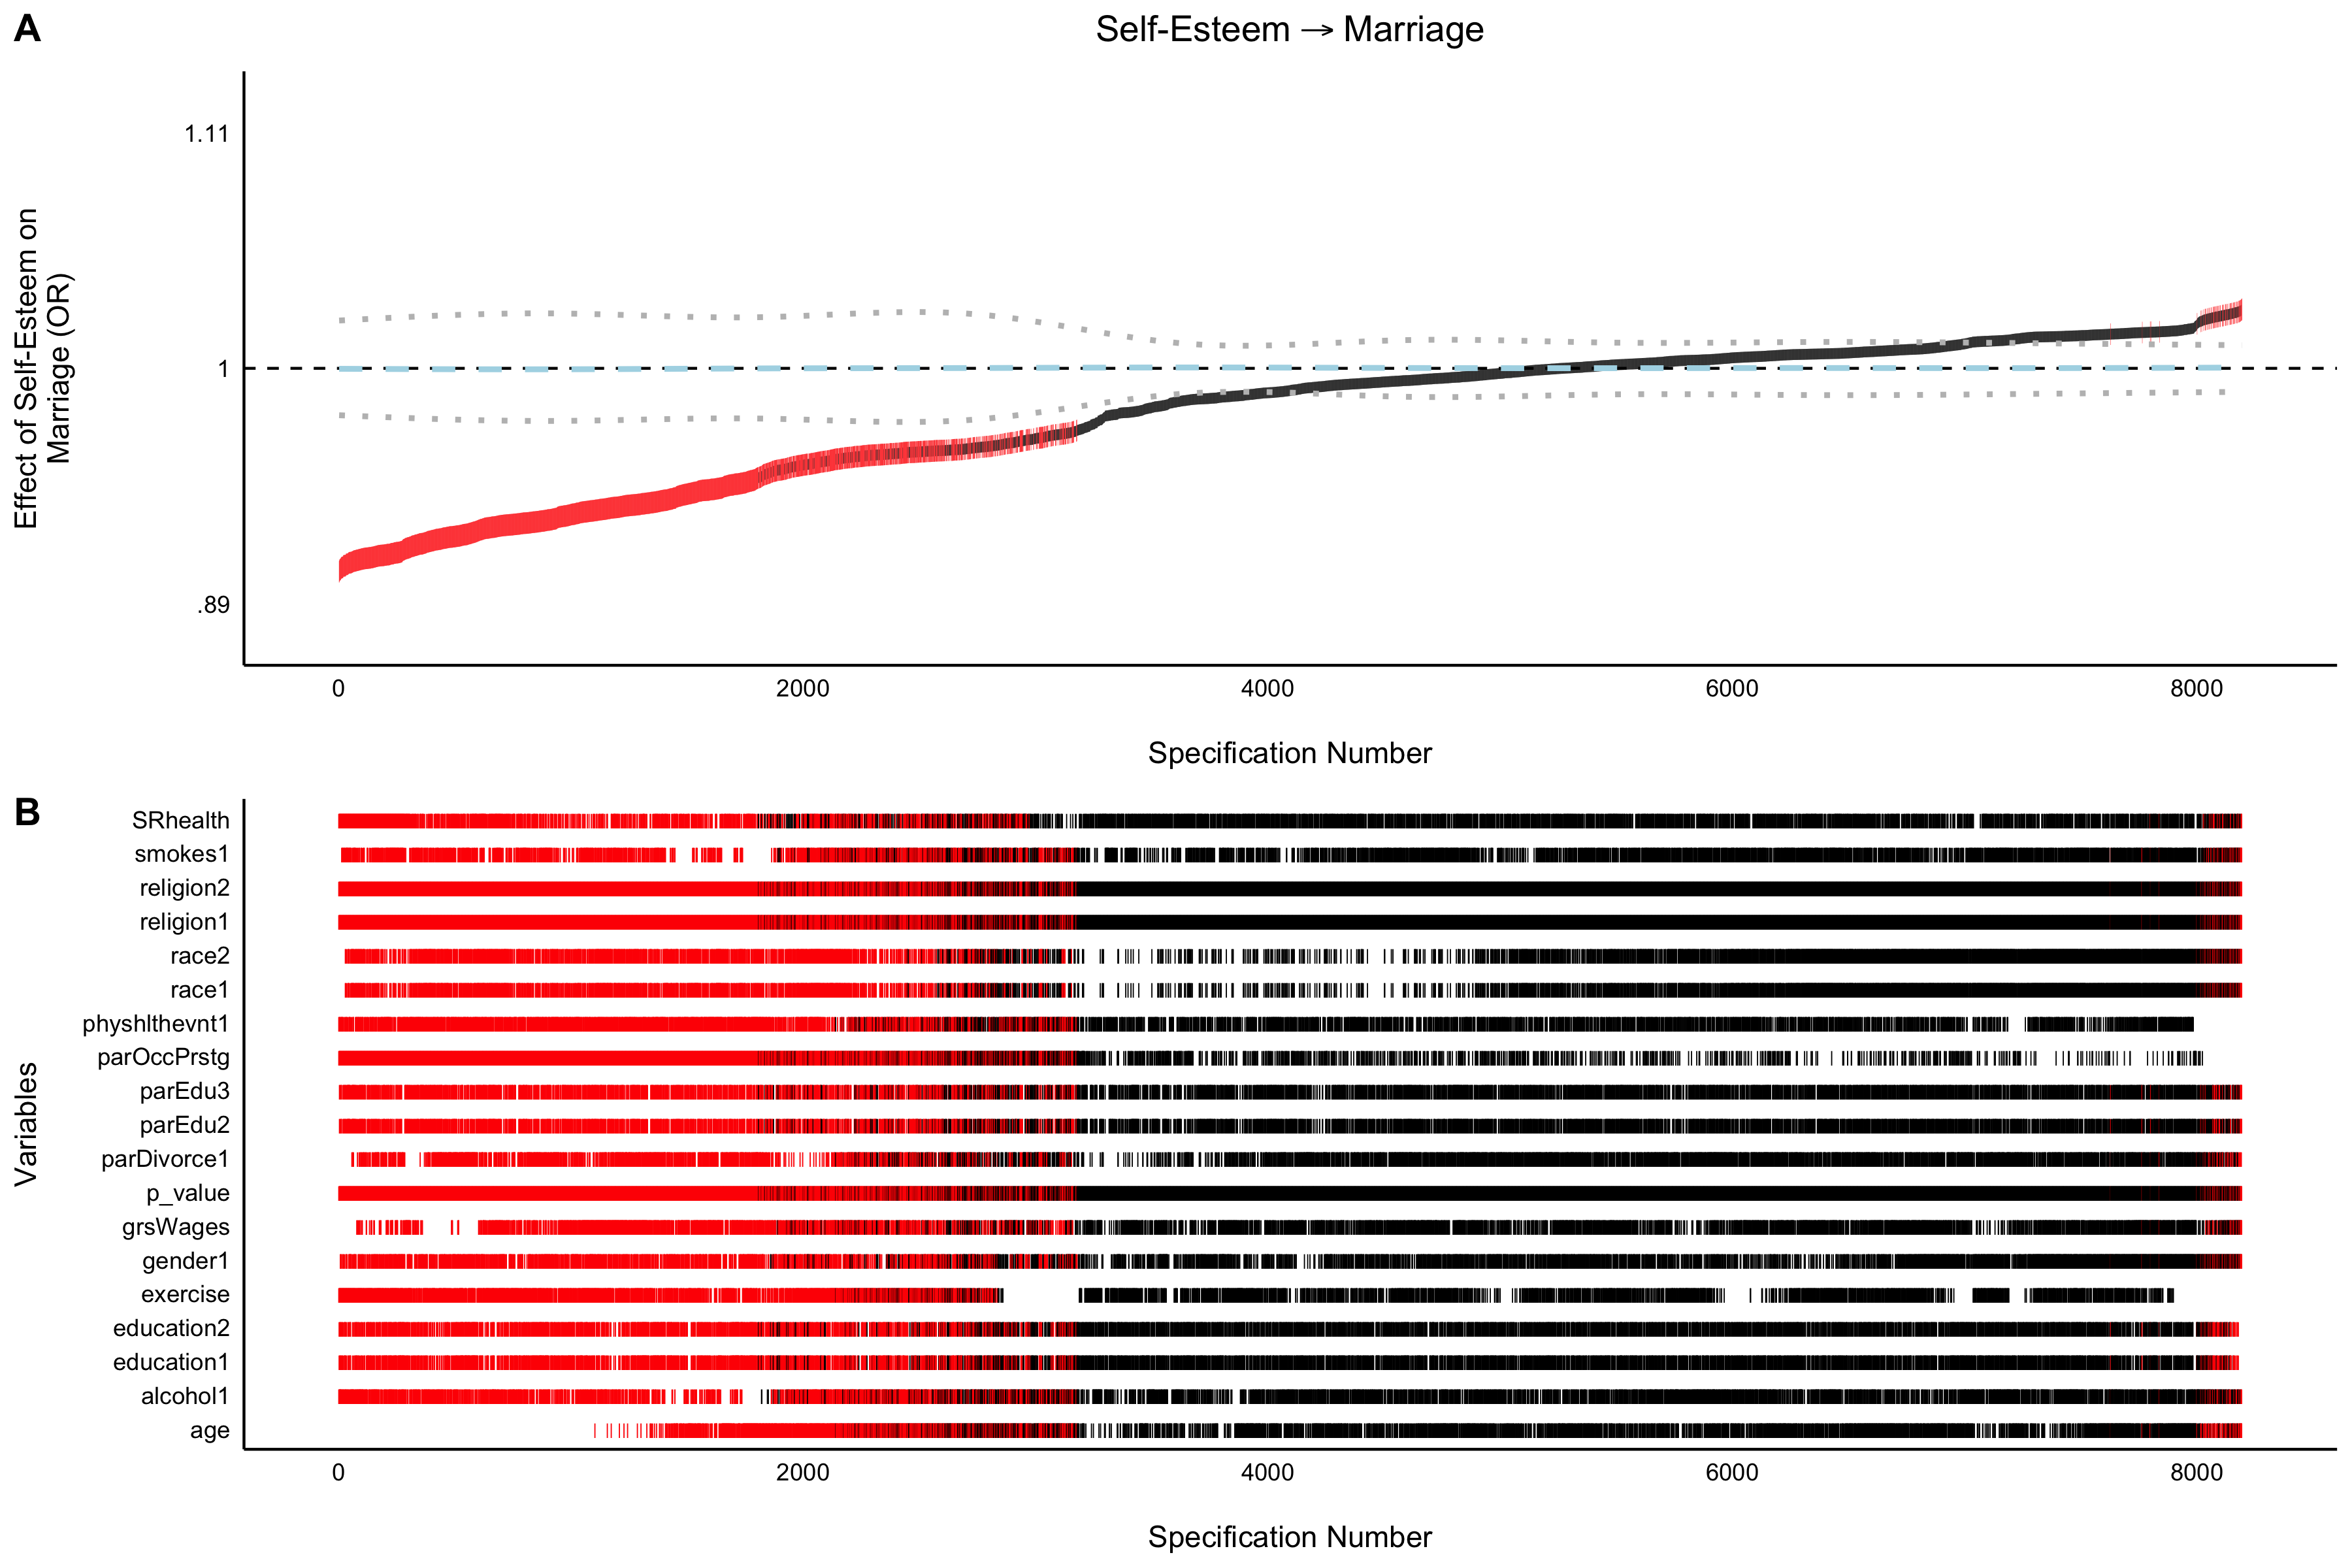 A
Self-Esteem → Marriage
Effect of Self-Esteem on
Marriage (OR)
1.11
1
.89
0 2000 4000 6000 8000
Specification Number
B
Variables
SRhealth
smokes1
religion2
religion1
race2
race1
physhlthevnt1
parOccPrstg
parEdu3
parEdu2
parDivorce1
p_value
grsWages
gender1
exercise
education2
education1
alcohol1
age
0 2000 4000 6000 8000
Specification Number